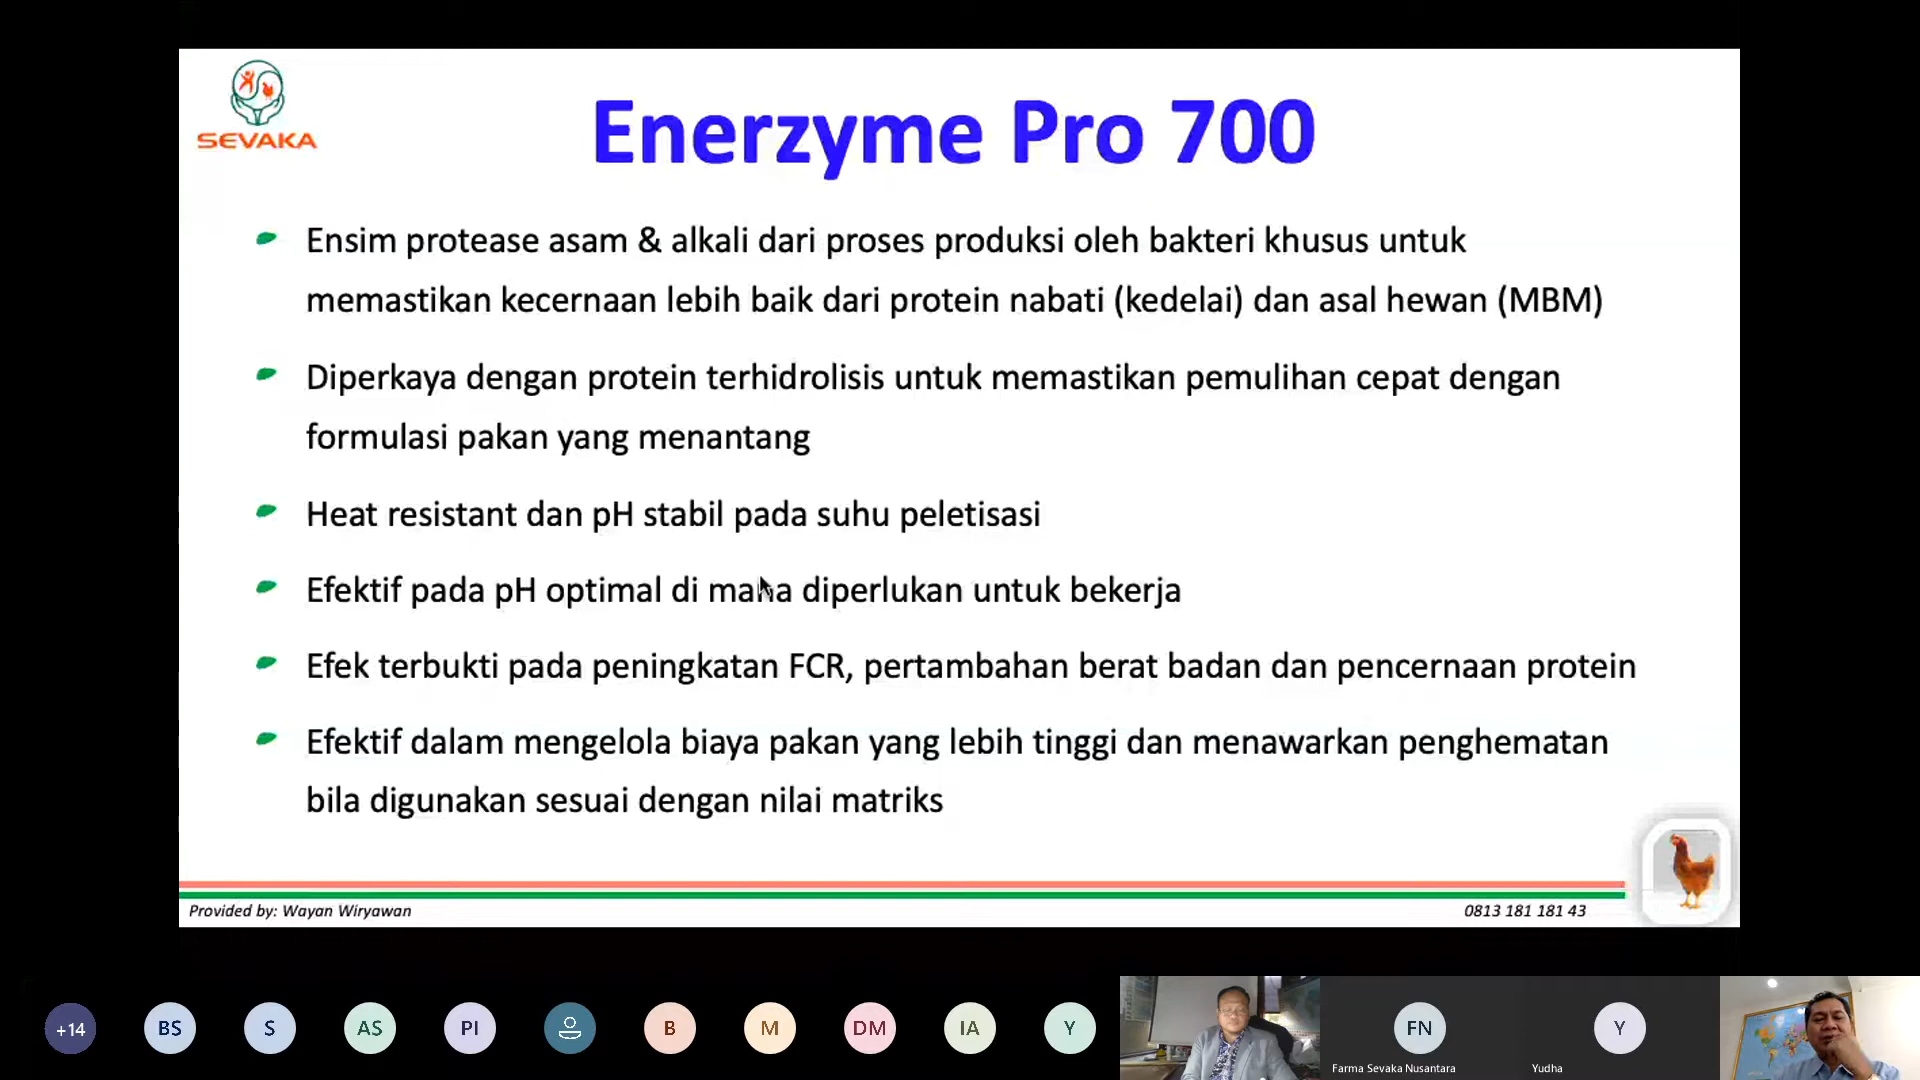 SEVAKA
Enerzyme Pro 700
Ensim protease asam & alkali dari proses produksi oleh bakteri khusus untuk
memastikan kecernaan lebih baik dari protein nabati (kedelai) dan asal hewan (MBM)
Diperkaya dengan protein terhidrolisis untuk memastikan pemulihan cepat dengan
formulasi pakan yang menantang
Heat resistant dan pH stabil pada suhu peletisasi
Efektif pada pH optimal di mana diperlukan untuk bekerja
Efek terbukti pada peningkatan FCR, pertambahan berat badan dan pencernaan protein
Efektif dalam mengelola biaya pakan yang lebih tinggi dan menawarkan penghematan
bila digunakan sesuai dengan nilai matriks
Provided by: Wayan Wiryawan
0813 181 181 43
+14 BS S AS PI B M DM IA Y FN Y
Farma Sevaka Nusantara
Yudha